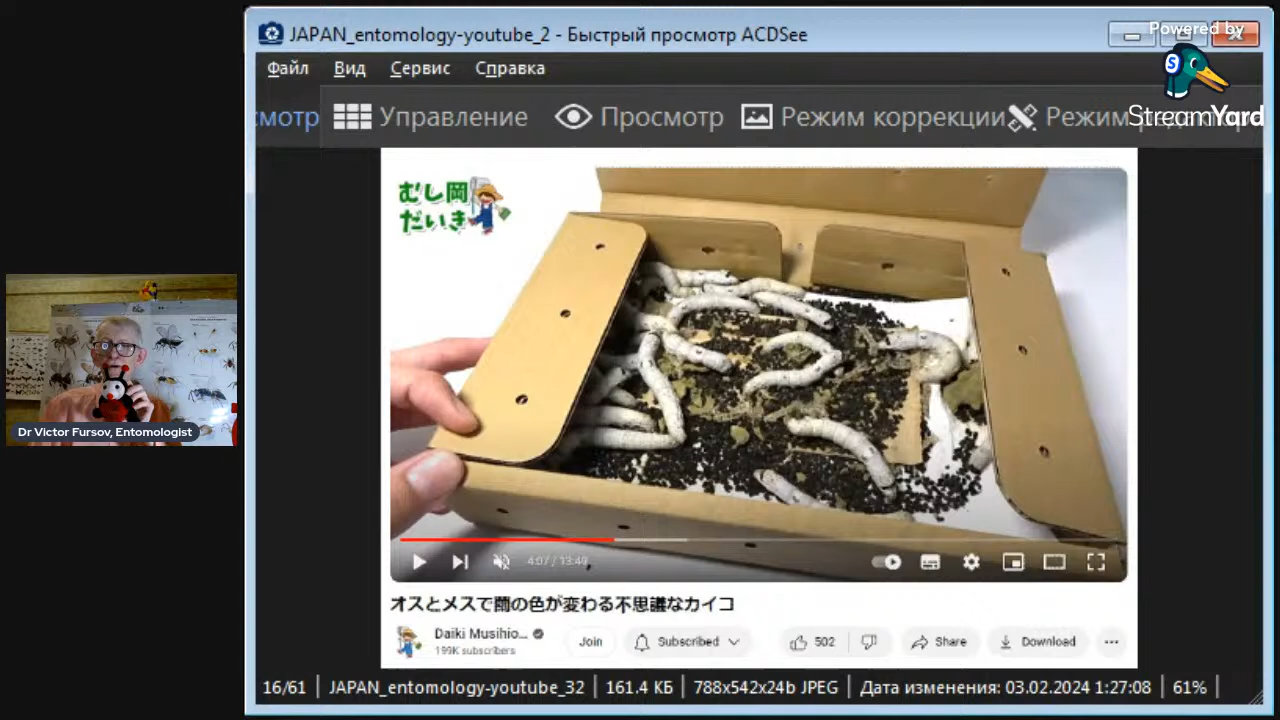 JAPAN_entomology-youtube_2 - Быстрый просмотр ACDSee
Powered by
Файл Вид Сервис Справка
StreamYard
смотр Управление Просмотр Режим коррекции Режим
むし岡
だいき
Dr Victor Fursov, Entomologist
4:07 / 13:49
オスとメスで繭の色が変わる不思議なカイコ
Daiki Musihio... Join Subscribed 502 Share Download ...
199K subscribers
16/61 JAPAN_entomology-youtube_32 161.4 КБ 788x542x24b JPEG Дата изменения: 03.02.2024 1:27:08 61%